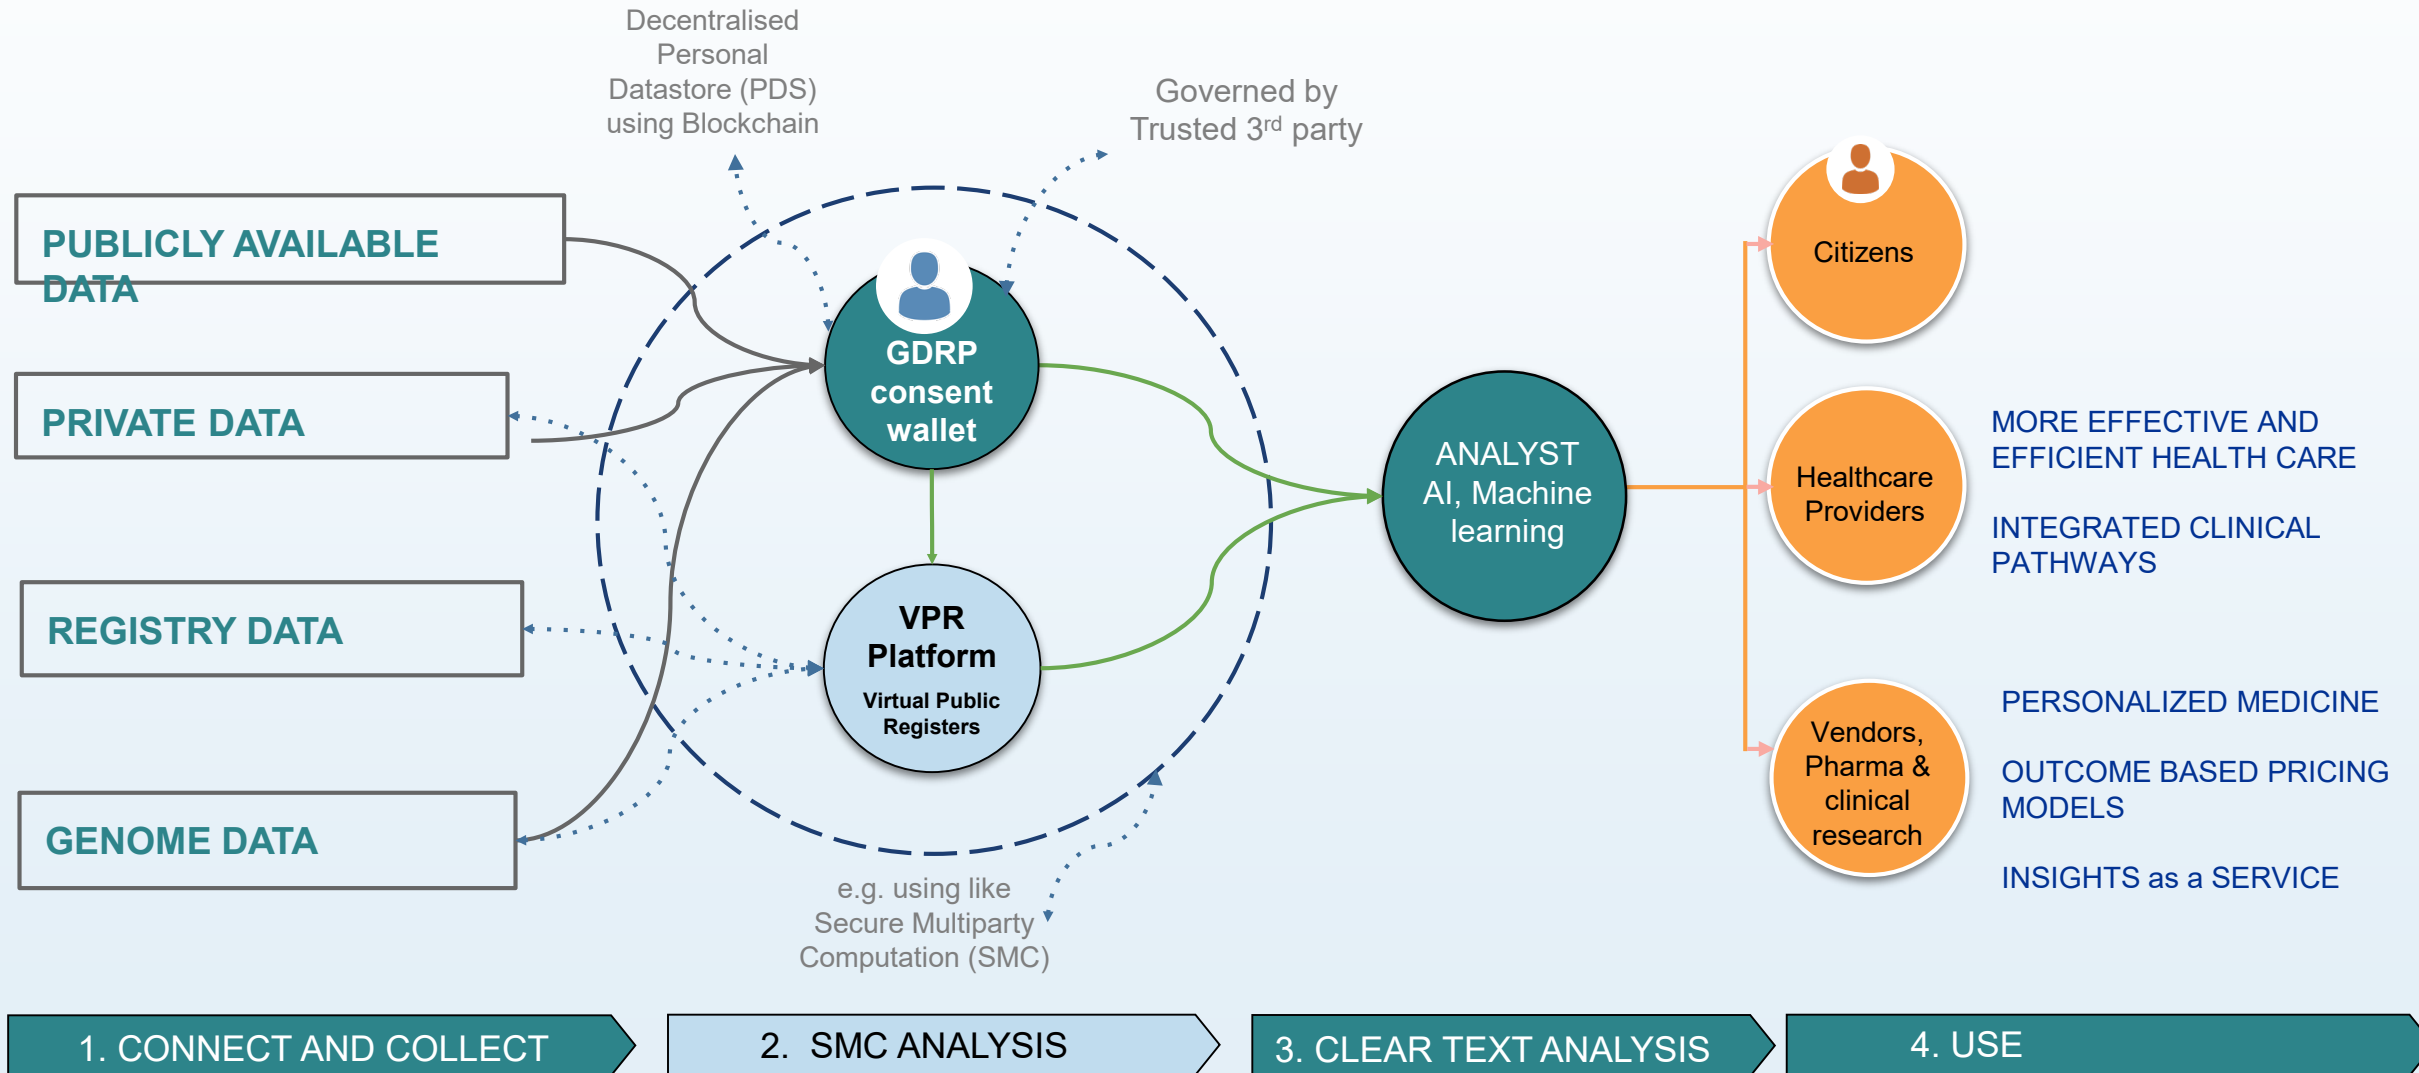 Decentralised
Personal
Datastore (PDS)
using Blockchain
Governed by
Trusted 3rd party
PUBLICLY AVAILABLE
DATA
PRIVATE DATA
REGISTRY DATA
GENOME DATA
GDRP
consent
wallet
VPR
Platform
Virtual Public
Registers
e.g. using like
Secure Multiparty
Computation (SMC)
ANALYST
AI, Machine
learning
Citizens
Healthcare
Providers
MORE EFFECTIVE AND
EFFICIENT HEALTH CARE
INTEGRATED CLINICAL
PATHWAYS
Vendors,
Pharma &
clinical
research
PERSONALIZED MEDICINE
OUTCOME BASED PRICING
MODELS
INSIGHTS as a SERVICE
1. CONNECT AND COLLECT
2. SMC ANALYSIS
3. CLEAR TEXT ANALYSIS
4. USE